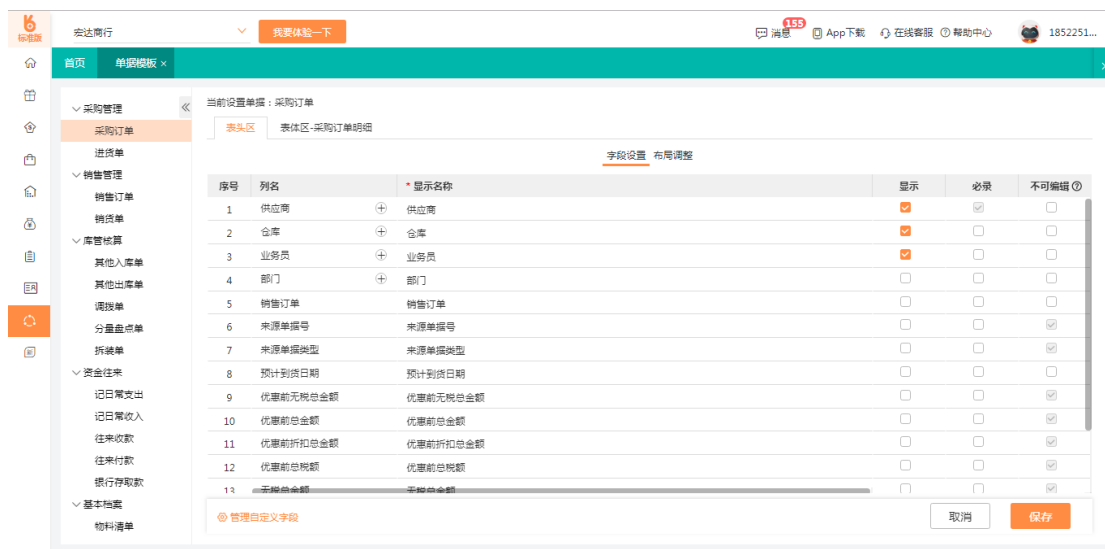 标准版
宏达商行
我要体验一下
消息
155
App下载
在线客服
帮助中心
1852251...
首页
单据模板 ×
采购管理
采购订单
进货单
销售管理
销售订单
销货单
库管核算
其他入库单
其他出库单
调拨单
分量盘点单
拆装单
资金往来
记日常支出
记日常收入
往来收款
往来付款
银行存取款
基本档案
物料清单
当前设置单据：采购订单
表头区 表体区-采购订单明细
字段设置 布局调整
序号 列名 * 显示名称 显示 必录 不可编辑
1 供应商 供应商
2 仓库 仓库
3 业务员 业务员
4 部门 部门
5 销售订单 销售订单
6 来源单据号 来源单据号
7 来源单据类型 来源单据类型
8 预计到货日期 预计到货日期
9 优惠前无税总金额 优惠前无税总金额
10 优惠前总金额 优惠前总金额
11 优惠前折扣总金额 优惠前折扣总金额
12 优惠前总税额 优惠前总税额
13 无税总金额 无税总金额
管理自定义字段
取消
保存